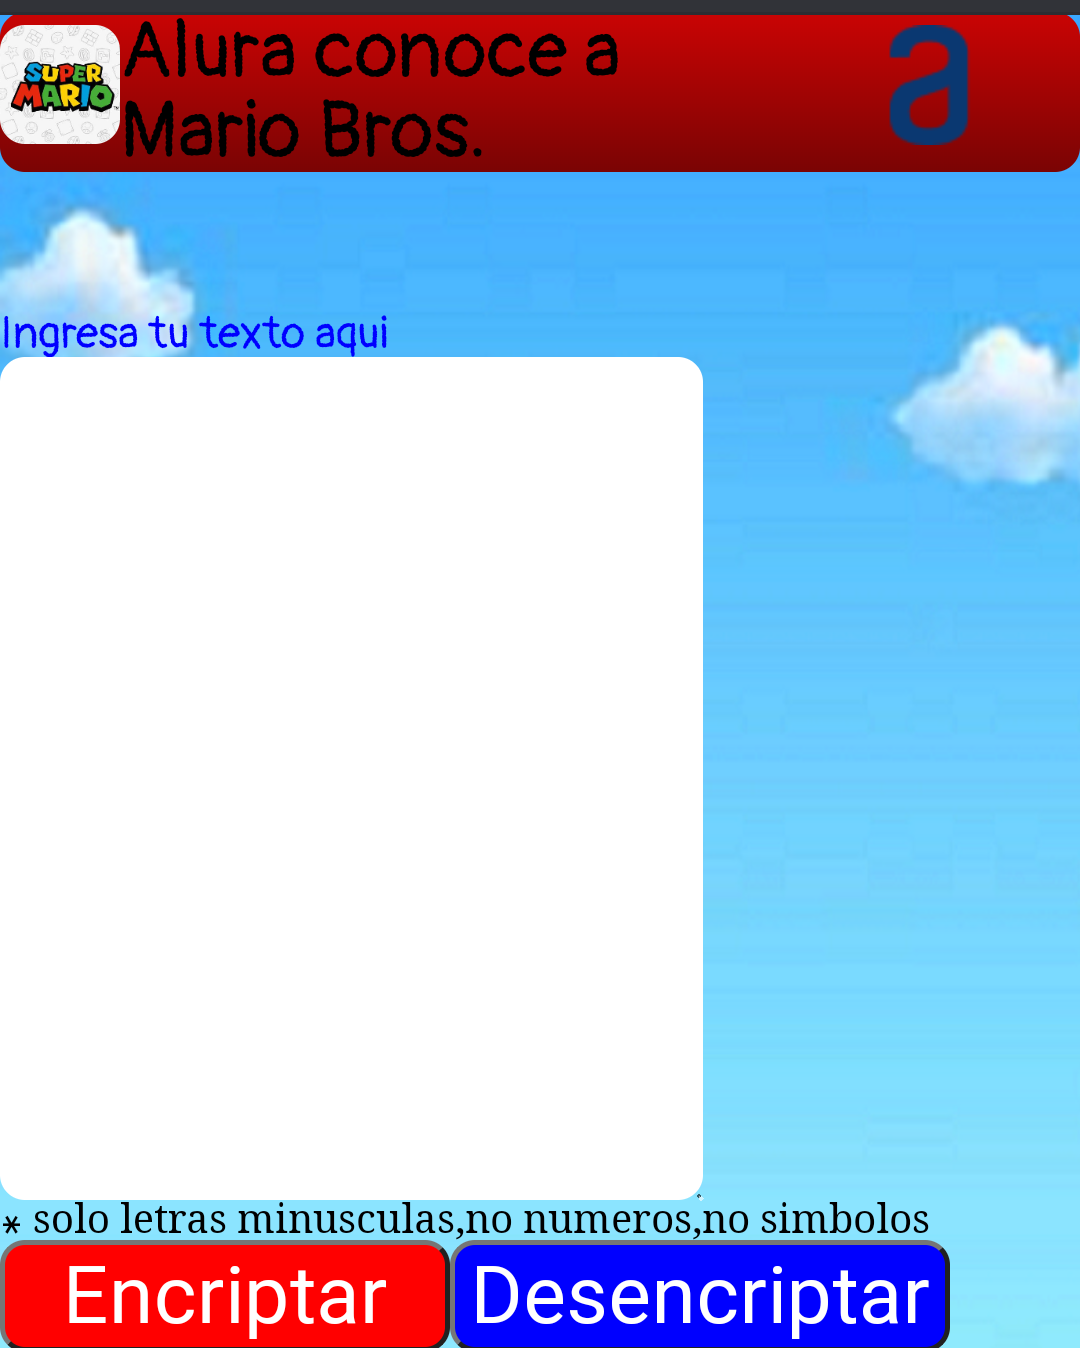 SUPER
MARIO
Alura conoce a
Mario Bros.
a
Ingresa tu texto aqui
* solo letras minusculas,no numeros,no simbolos
Encriptar
Desencriptar